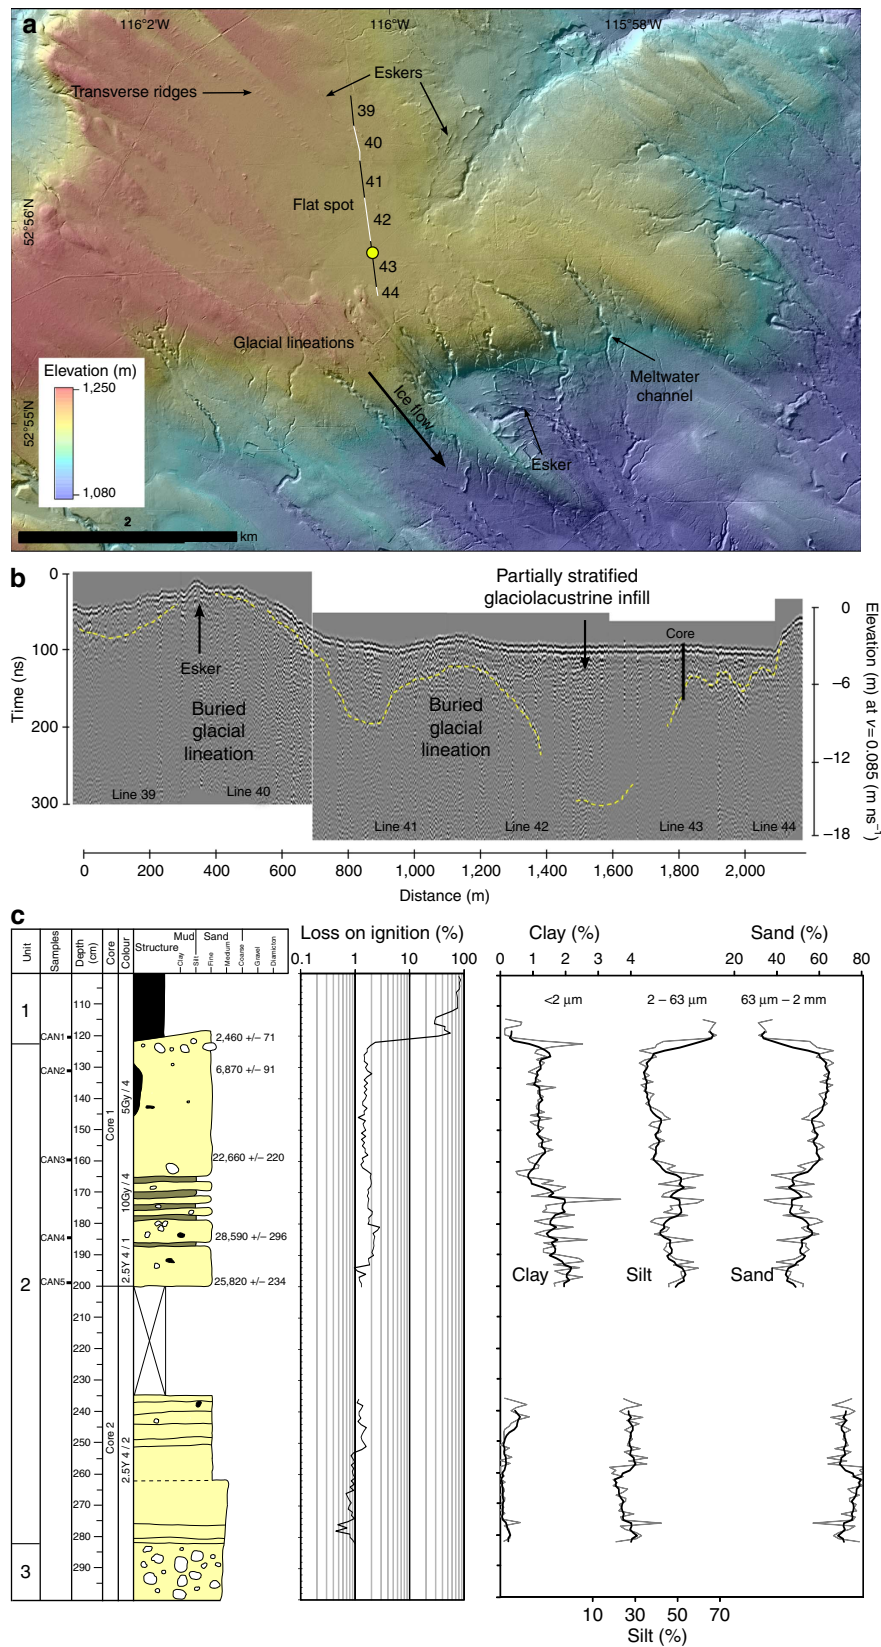 a
116°2'W
116°W
115°58'W
Eskers
Transverse ridges
39
40
41
Flat spot
42
43
44
52°56'N
Glacial lineations
Elevation (m)
1,250
1,080
52°55'N
Ice flow
Meltwater
channel
Esker
2
km
b
Partially stratified
glaciolacustrine infill
Core
Esker
Buried
glacial
lineation
Buried
glacial
lineation
Line 39
Line 40
Line 41
Line 42
Line 43
Line 44
Time (ns)
0
100
200
300
0
−6
−12
−18
Elevation (m) at v = 0.085 (m ns−1)
0 200 400 600 800 1,000 1,200 1,400 1,600 1,800 2,000
Distance (m)
c
Unit
Samples
Depth
(cm)
Core
Colour
Structure
Mud
Sand
Clay
Silt
Fine
Medium
Coarse
Gravel
Diamicton
Loss on ignition (%)
0.1 1 10 100
Clay (%)
0 1 2 3 4
Sand (%)
20 40 60 80
<2 μm
2 – 63 μm
63 μm – 2 mm
1
2
3
CAN1
CAN2
CAN3
CAN4
CAN5
110
120
130
140
150
160
170
180
190
200
210
220
230
240
250
260
270
280
290
Core 1
Core 2
5Gy / 4
10Gy / 4
2.5Y 4 / 1
2.5Y 4 / 2
2,460 +/− 71
6,870 +/− 91
22,660 +/− 220
28,590 +/− 296
25,820 +/− 234
Clay
Silt
Sand
10 30 50 70
Silt (%)